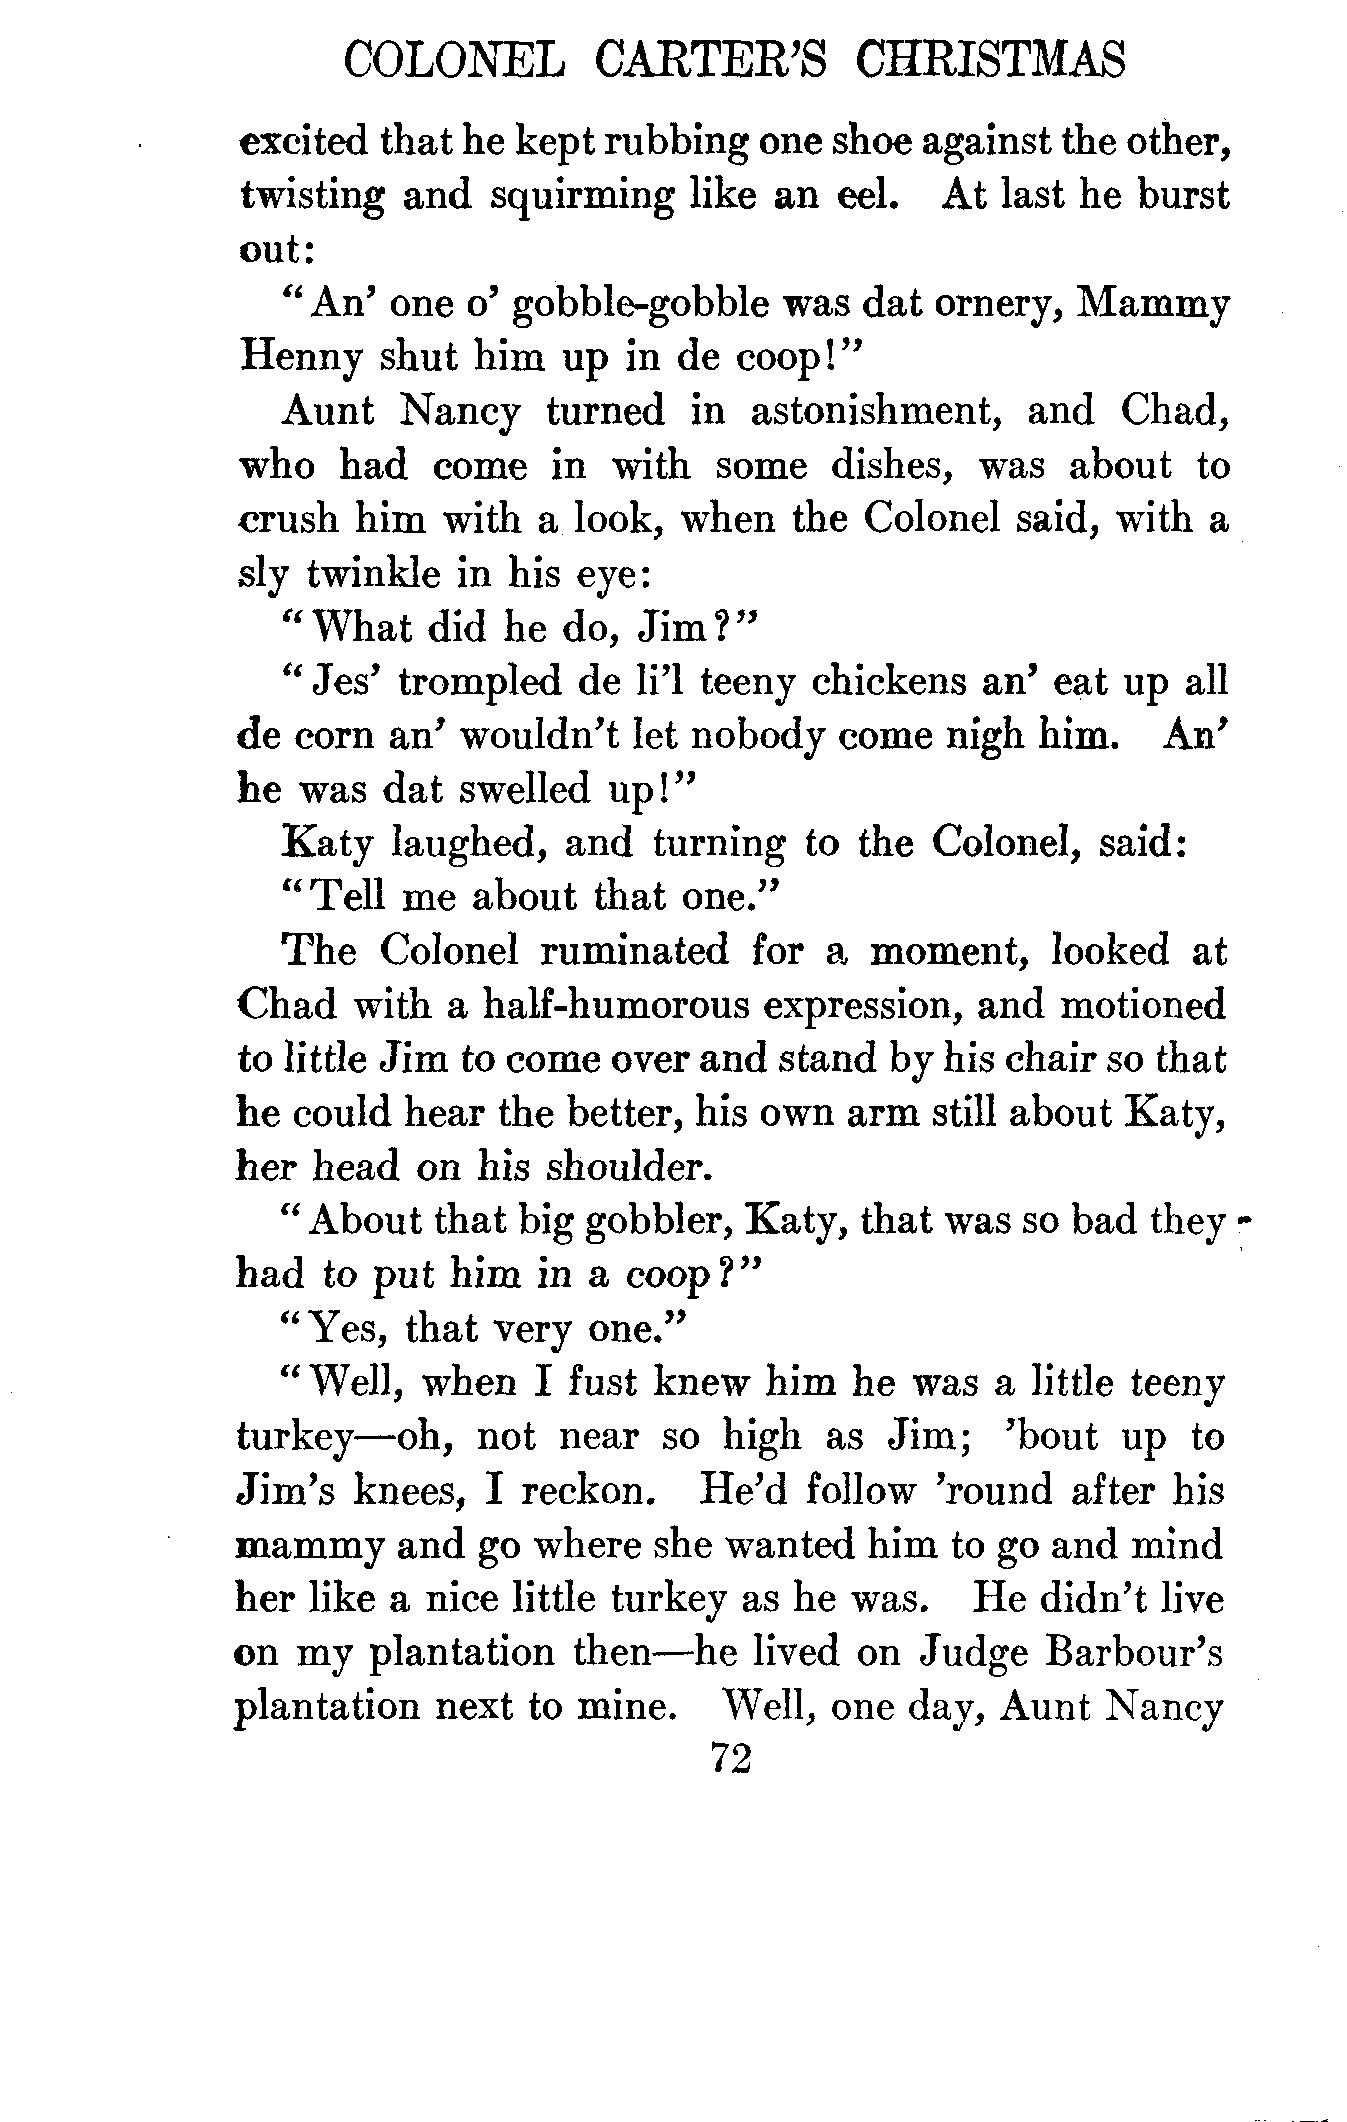 COLONEL CARTER'S CHRISTMAS
excited that he kept rubbing one shoe against the other,
twisting and squirming like an eel. At last he burst
out:
"An' one o' gobble-gobble was dat ornery, Mammy
Henny shut him up in de coop!"
Aunt Nancy turned in astonishment, and Chad,
who had come in with some dishes, was about to
crush him with a look, when the Colonel said, with a
sly twinkle in his eye:
"What did he do, Jim?"
"Jes' trompled de li'l teeny chickens an' eat up all
de corn an' wouldn't let nobody come nigh him. An'
he was dat swelled up!"
Katy laughed, and turning to the Colonel, said:
"Tell me about that one."
The Colonel ruminated for a moment, looked at
Chad with a half-humorous expression, and motioned
to little Jim to come over and stand by his chair so that
he could hear the better, his own arm still about Katy,
her head on his shoulder.
"About that big gobbler, Katy, that was so bad they
had to put him in a coop?"
"Yes, that very one."
"Well, when I fust knew him he was a little teeny
turkey—oh, not near so high as Jim; 'bout up to
Jim's knees, I reckon. He'd follow 'round after his
mammy and go where she wanted him to go and mind
her like a nice little turkey as he was. He didn't live
on my plantation then—he lived on Judge Barbour's
plantation next to mine. Well, one day, Aunt Nancy
72